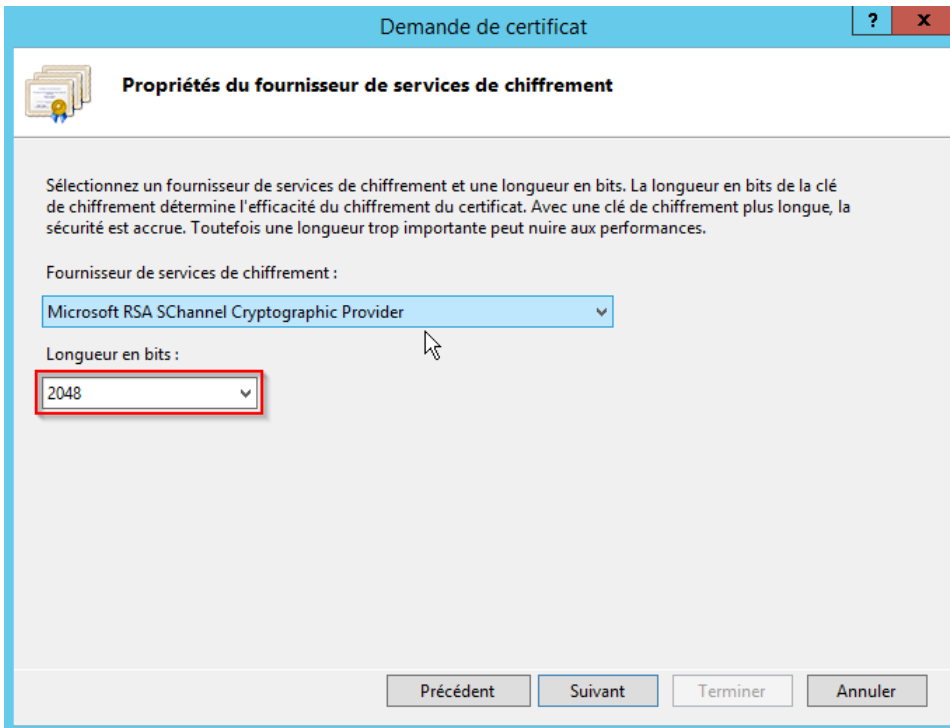 Demande de certificat
? x
Propriétés du fournisseur de services de chiffrement
Sélectionnez un fournisseur de services de chiffrement et une longueur en bits. La longueur en bits de la clé
de chiffrement détermine l'efficacité du chiffrement du certificat. Avec une clé de chiffrement plus longue, la
sécurité est accrue. Toutefois une longueur trop importante peut nuire aux performances.
Fournisseur de services de chiffrement :
Microsoft RSA SChannel Cryptographic Provider
Longueur en bits :
2048
Précédent Suivant Terminer Annuler